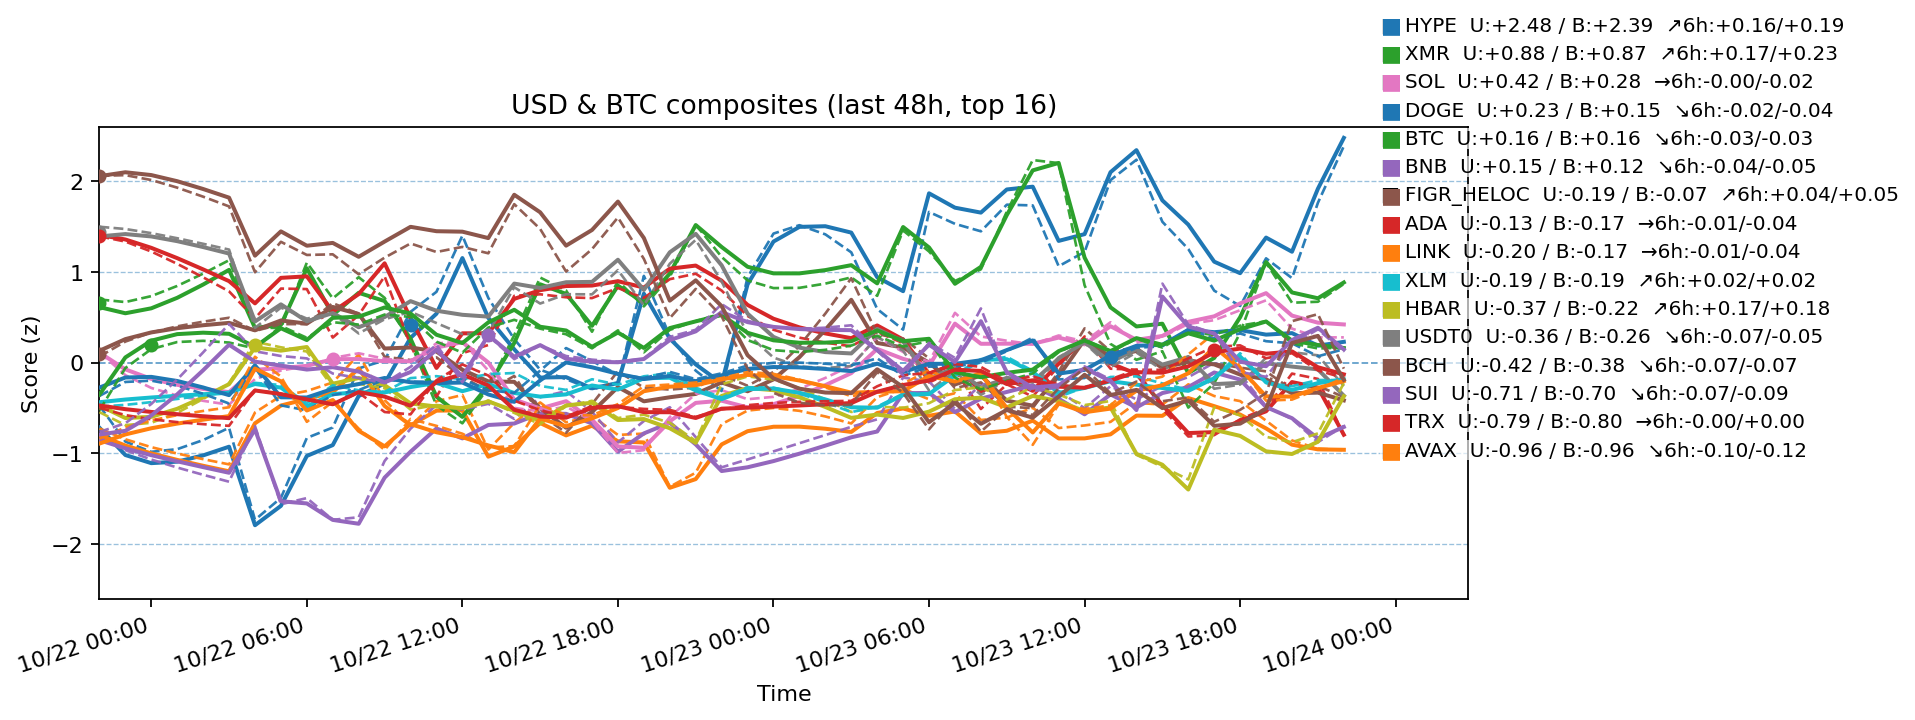 HYPE  U:+2.48 / B:+2.39  ↗6h:+0.16/+0.19
XMR  U:+0.88 / B:+0.87  ↗6h:+0.17/+0.23
SOL  U:+0.42 / B:+0.28  →6h:-0.00/-0.02
DOGE  U:+0.23 / B:+0.15  ↘6h:-0.02/-0.04
BTC  U:+0.16 / B:+0.16  ↘6h:-0.03/-0.03
BNB  U:+0.15 / B:+0.12  ↘6h:-0.04/-0.05
FIGR_HELOC  U:-0.19 / B:-0.07  ↗6h:+0.04/+0.05
ADA  U:-0.13 / B:-0.17  →6h:-0.01/-0.04
LINK  U:-0.20 / B:-0.17  →6h:-0.01/-0.04
XLM  U:-0.19 / B:-0.19  ↗6h:+0.02/+0.02
HBAR  U:-0.37 / B:-0.22  ↗6h:+0.17/+0.18
USDT0  U:-0.36 / B:-0.26  ↘6h:-0.07/-0.05
BCH  U:-0.42 / B:-0.38  ↘6h:-0.07/-0.07
SUI  U:-0.71 / B:-0.70  ↘6h:-0.07/-0.09
TRX  U:-0.79 / B:-0.80  →6h:-0.00/+0.00
AVAX  U:-0.96 / B:-0.96  ↘6h:-0.10/-0.12
USD & BTC composites (last 48h, top 16)
Score (z)
2
1
0
−1
−2
10/22 00:00
10/22 06:00
10/22 12:00
10/22 18:00
10/23 00:00
10/23 06:00
10/23 12:00
10/23 18:00
10/24 00:00
Time